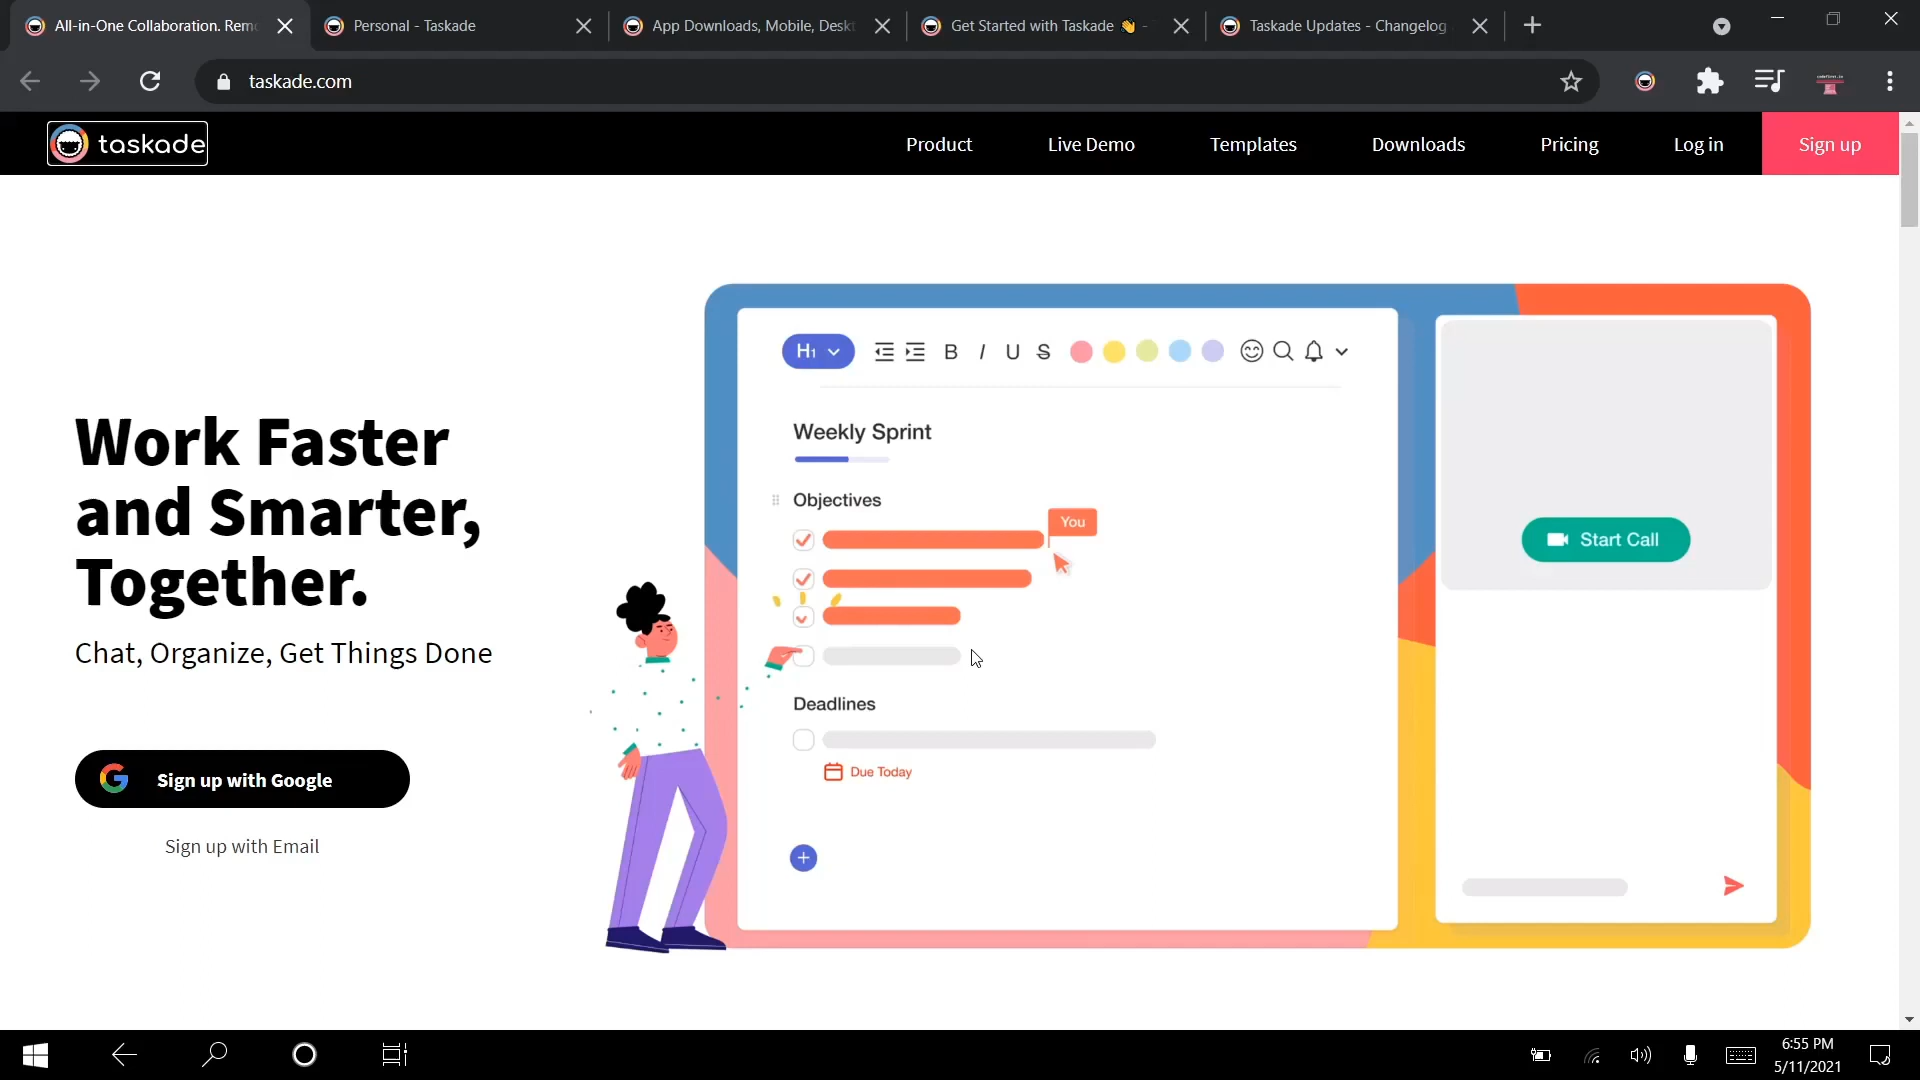 All-in-One Collaboration. Remo
Personal - Taskade
App Downloads, Mobile, Deskt
Get Started with Taskade 👋 -
Taskade Updates - Changelog
taskade.com
taskade
Product
Live Demo
Templates
Downloads
Pricing
Log in
Sign up
H1
B
I
U
S
Work Faster
and Smarter,
Together.
Chat, Organize, Get Things Done
Sign up with Google
Sign up with Email
Weekly Sprint
Objectives
You
Deadlines
Due Today
Start Call
6:55 PM
5/11/2021